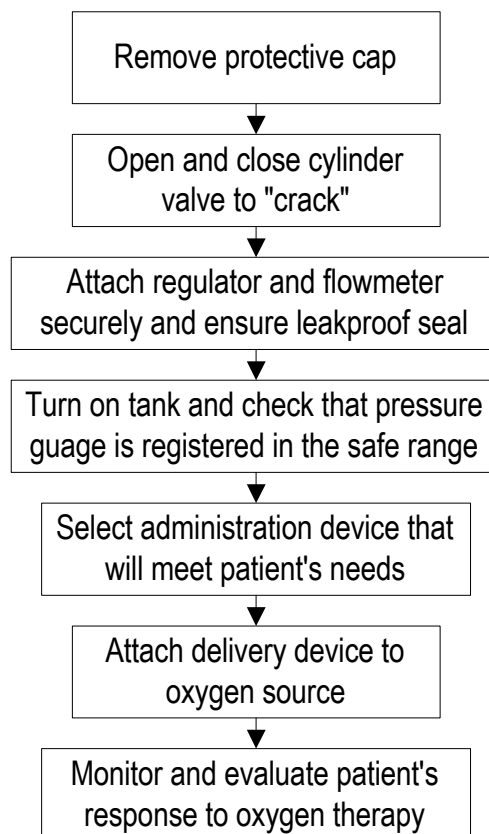 Remove protective cap
Open and close cylinder
valve to "crack"
Attach regulator and flowmeter
securely and ensure leakproof seal
Turn on tank and check that pressure
guage is registered in the safe range
Select administration device that
will meet patient's needs
Attach delivery device to
oxygen source
Monitor and evaluate patient's
response to oxygen therapy